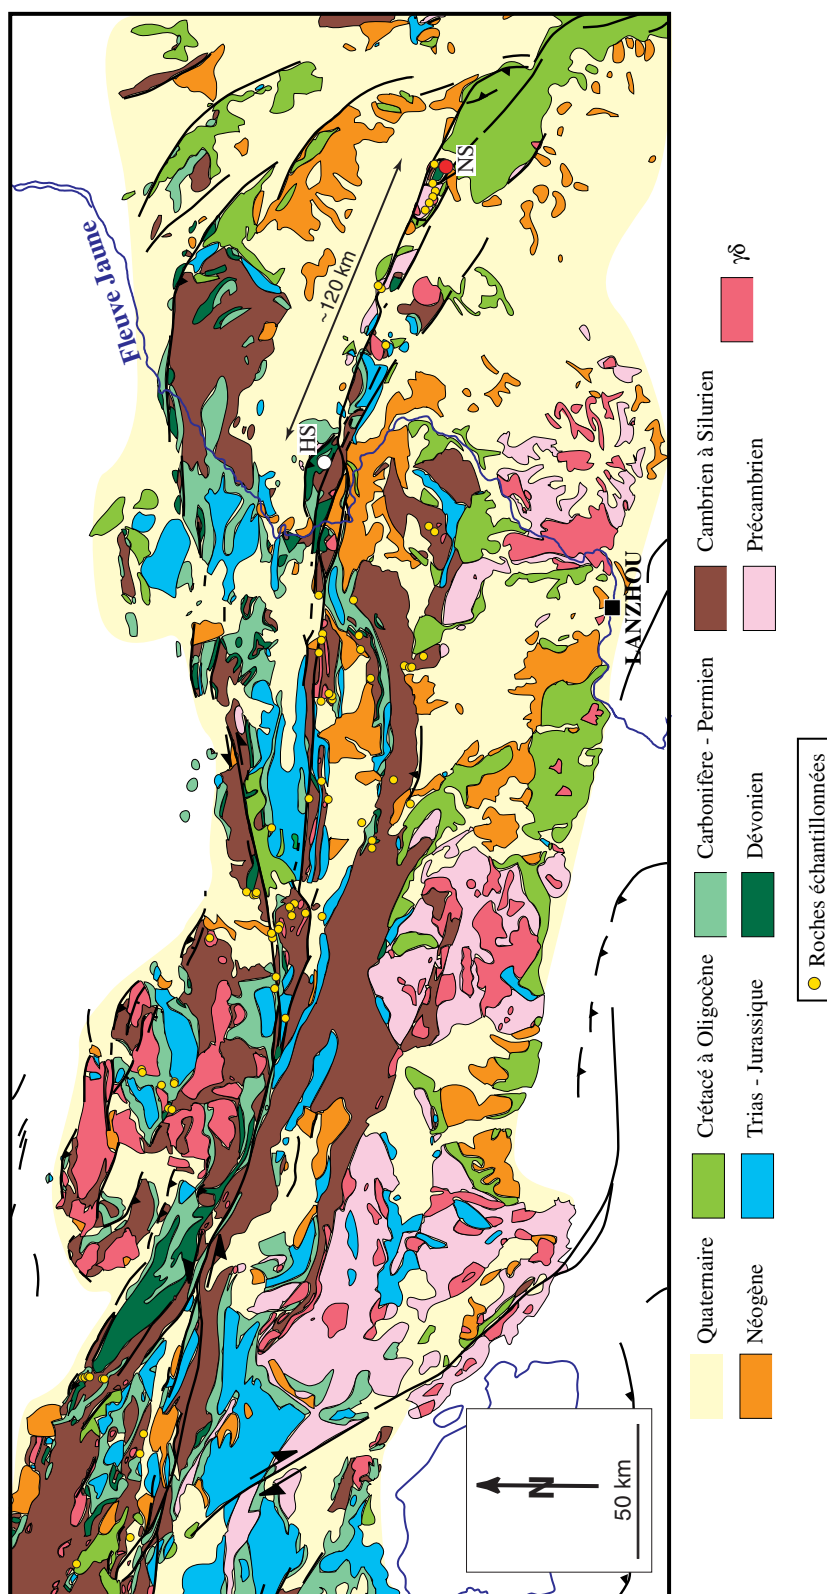 Fleuve Jaune
~120 km
HS
NS
LANZHOU
N
50 km
Quaternaire
Crétacé à Oligocène
Carbonifère - Permien
Cambrien à Silurien
γδ
Néogène
Trias - Jurassique
Dévonien
Précambrien
Roches échantillonnées